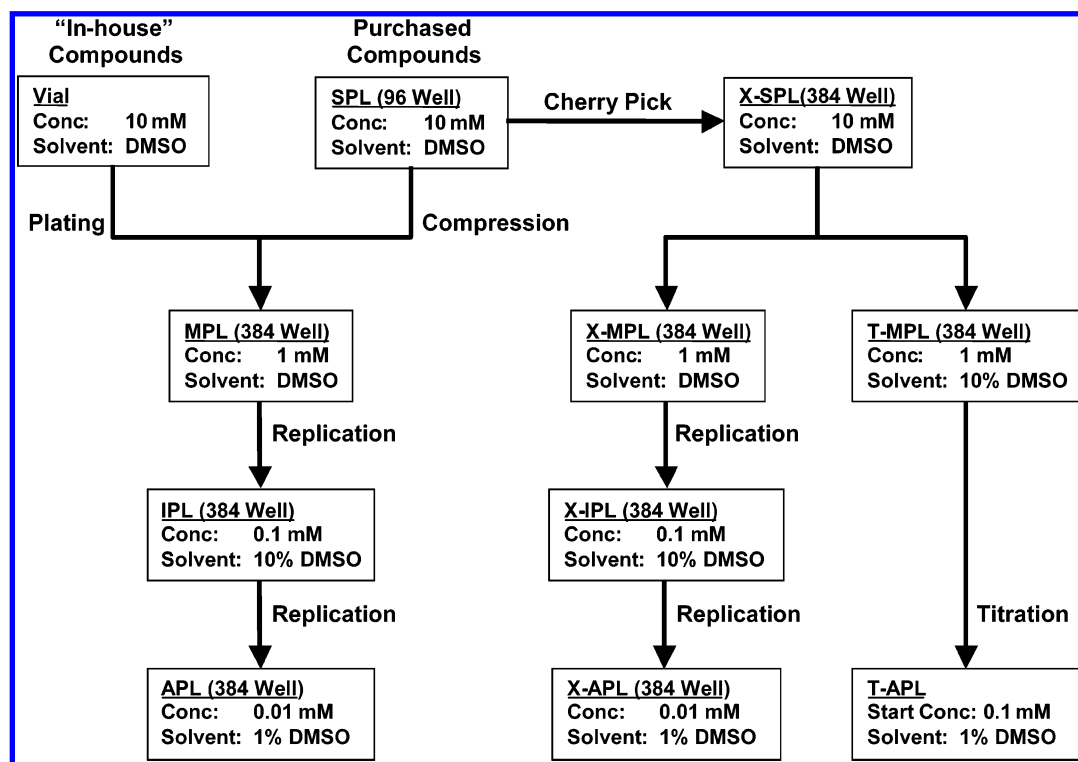 “In-house”
Compounds
Purchased
Compounds
Vial
Conc: 10 mM
Solvent: DMSO
SPL (96 Well)
Conc: 10 mM
Solvent: DMSO
Cherry Pick
X-SPL(384 Well)
Conc: 10 mM
Solvent: DMSO
Plating
Compression
MPL (384 Well)
Conc: 1 mM
Solvent: DMSO
X-MPL (384 Well)
Conc: 1 mM
Solvent: DMSO
T-MPL (384 Well)
Conc: 1 mM
Solvent: 10% DMSO
Replication
Replication
IPL (384 Well)
Conc: 0.1 mM
Solvent: 10% DMSO
X-IPL (384 Well)
Conc: 0.1 mM
Solvent: 10% DMSO
Replication
Replication
Titration
APL (384 Well)
Conc: 0.01 mM
Solvent: 1% DMSO
X-APL (384 Well)
Conc: 0.01 mM
Solvent: 1% DMSO
T-APL
Start Conc: 0.1 mM
Solvent: 1% DMSO